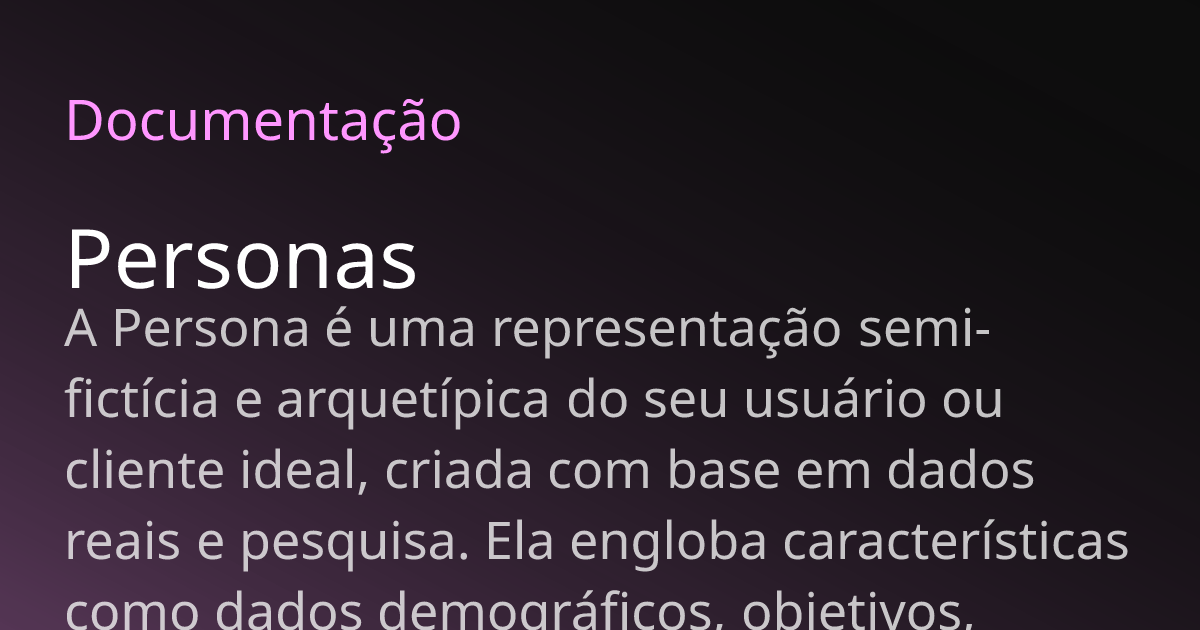 Documentação
Personas
A Persona é uma representação semi-
fictícia e arquetípica do seu usuário ou
cliente ideal, criada com base em dados
reais e pesquisa. Ela engloba características
como dados demográficos, objetivos,